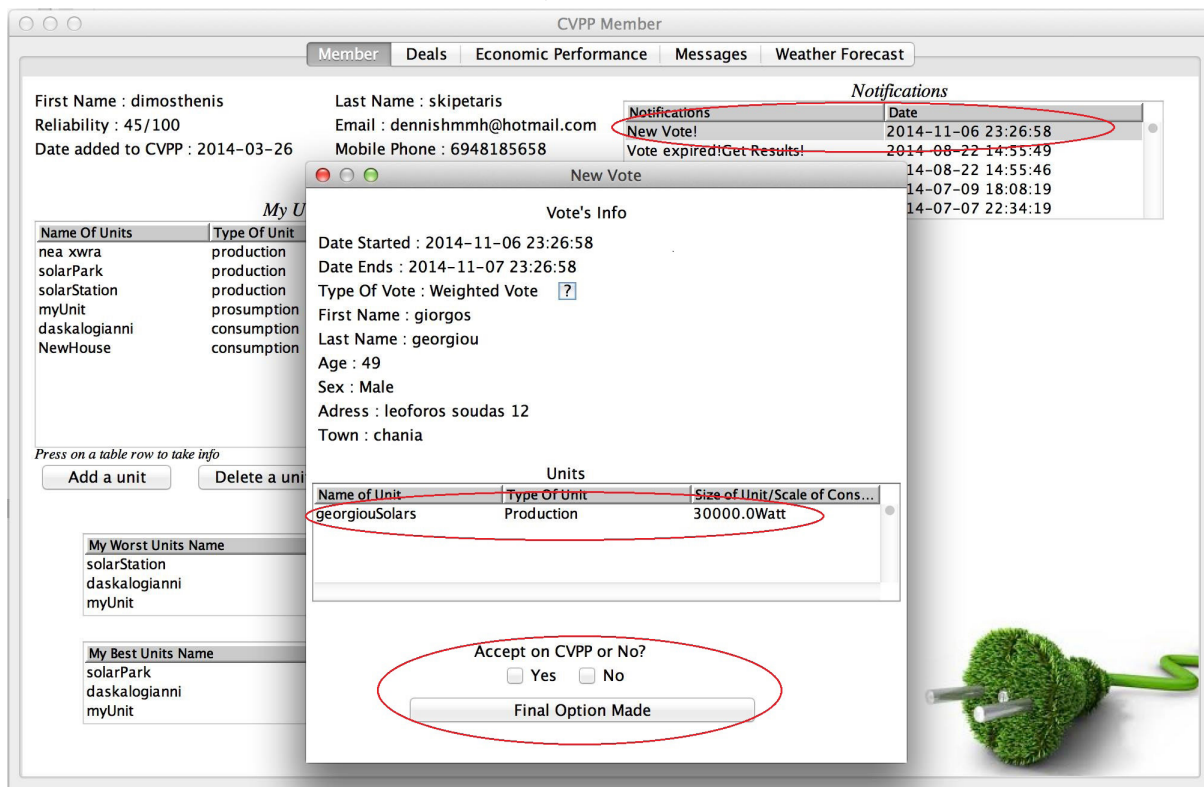 CVPP Member
Member Deals Economic Performance Messages Weather Forecast
First Name : dimosthenis
Last Name : skipetaris
Reliability : 45/100
Email : dennishmmh@hotmail.com
Date added to CVPP : 2014-03-26
Mobile Phone : 6948185658
Notifications
Notifications Date
New Vote! 2014-11-06 23:26:58
Vote expired!Get Results! 2014-08-22 14:55:49
14-08-22 14:55:46
14-07-09 18:08:19
14-07-07 22:34:19
My U
Name Of Units Type Of Unit
nea xwra production
solarPark production
solarStation production
myUnit prosumption
daskalogianni consumption
NewHouse consumption
Press on a table row to take info
Add a unit Delete a uni
My Worst Units Name
solarStation
daskalogianni
myUnit
My Best Units Name
solarPark
daskalogianni
myUnit
New Vote
Vote's Info
Date Started : 2014-11-06 23:26:58
Date Ends : 2014-11-07 23:26:58
Type Of Vote : Weighted Vote ?
First Name : giorgos
Last Name : georgiou
Age : 49
Sex : Male
Adress : leoforos soudas 12
Town : chania
Units
Name of Unit Type Of Unit Size of Unit/Scale of Cons...
georgiouSolars Production 30000.0Watt
Accept on CVPP or No?
Yes No
Final Option Made